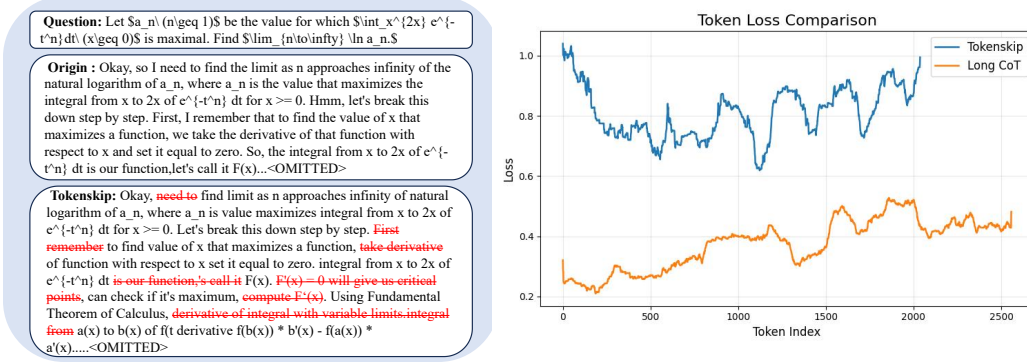 Question: Let $a_n\ (n\geq 1)$ be the value for which $\int_x^{2x} e^{-
t^n}dt\ (x\geq 0)$ is maximal. Find $\lim_{n\to\infty} \ln a_n.$
Origin : Okay, so I need to find the limit as n approaches infinity of the
natural logarithm of a_n, where a_n is the value that maximizes the
integral from x to 2x of e^{-t^n} dt for x >= 0. Hmm, let's break this
down step by step. First, I remember that to find the value of x that
maximizes a function, we take the derivative of that function with
respect to x and set it equal to zero. So, the integral from x to 2x of e^{-
t^n} dt is our function,let's call it F(x)...<OMITTED>
Tokenskip: Okay, need to find limit as n approaches infinity of natural
logarithm of a_n, where a_n is value maximizes integral from x to 2x of
e^{-t^n} dt for x >= 0. Let's break this down step by step. First
remember to find value of x that maximizes a function, take derivative
of function with respect to x set it equal to zero. integral from x to 2x of
e^{-t^n} dt is our function,'s call it F(x). F'(x) = 0 will give us critical
points, can check if it's maximum, compute F'(x). Using Fundamental
Theorem of Calculus, derivative of integral with variable limits.integral
from a(x) to b(x) of f(t derivative f(b(x)) * b'(x) - f(a(x)) *
a'(x).....<OMITTED>
Token Loss Comparison
Tokenskip
Long CoT
Loss
1.0
0.8
0.6
0.4
0.2
0
500
1000
1500
2000
2500
Token Index